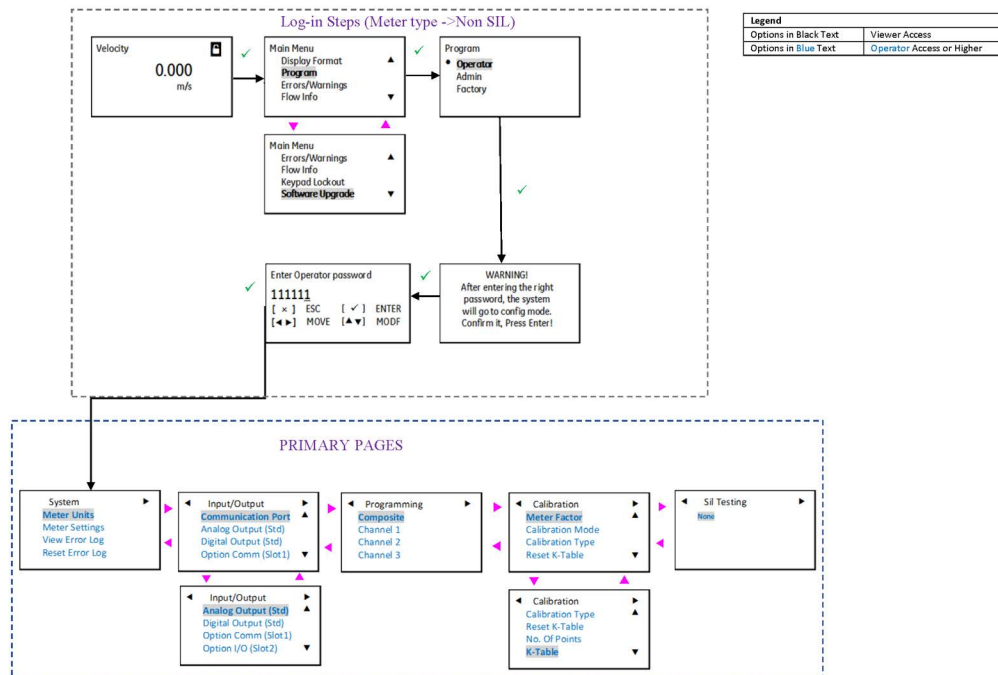 Log-in Steps (Meter type ->Non SIL)
Legend
Options in Black Text Viewer Access
Options in Blue Text Operator Access or Higher
Velocity
0.000
m/s
Main Menu
Display Format
Program
Errors/Warnings
Flow Info
Program
Operator
Admin
Factory
Main Menu
Errors/Warnings
Flow Info
Keypad Lockout
Software Upgrade
Enter Operator password
111111
[ × ] ESC [ ✓ ] ENTER
[◄ ►] MOVE [▲ ▼] MODF
WARNING!
After entering the right
password, the system
will go to config mode.
Confirm it, Press Enter!
PRIMARY PAGES
System
Meter Units
Meter Settings
View Error Log
Reset Error Log
Input/Output
Communication Port
Analog Output (Std)
Digital Output (Std)
Option Comm (Slot1)
Programming
Composite
Channel 1
Channel 2
Channel 3
Calibration
Meter Factor
Calibration Mode
Calibration Type
Reset K-Table
Sil Testing
None
Input/Output
Analog Output (Std)
Digital Output (Std)
Option Comm (Slot1)
Option I/O (Slot2)
Calibration
Calibration Type
Reset K-Table
No. Of Points
K-Table